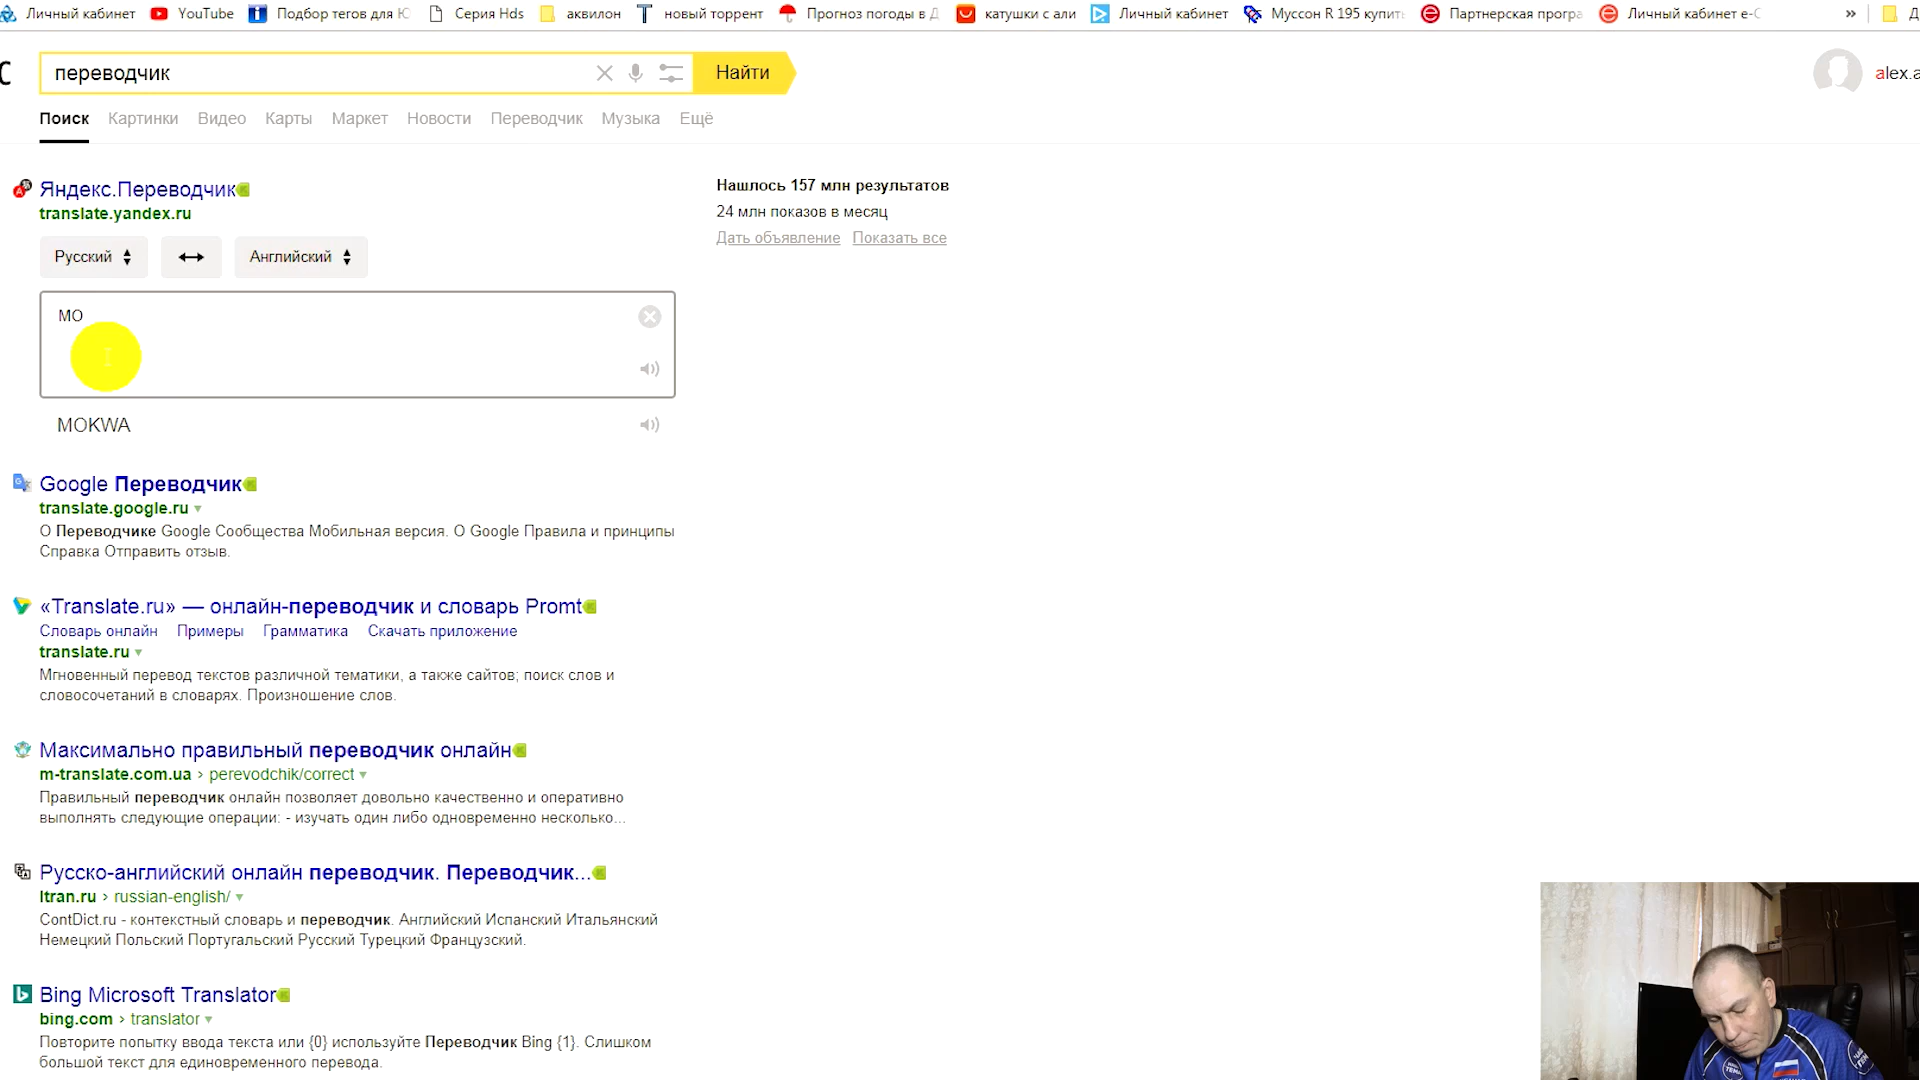 Личный кабинет YouTube Подбор тегов для Ю Серия Hds аквилон новый торрент Прогноз погоды в Д катушки с али Личный кабинет Муссон R 195 купить Партнерская програ Личный кабинет e-C » Д
С переводчик Найти alex.a
Поиск Картинки Видео Карты Маркет Новости Переводчик Музыка Ещё
Яндекс.Переводчик
translate.yandex.ru
Русский Английский
МО
MOKWA
Нашлось 157 млн результатов
24 млн показов в месяц
Дать объявление Показать все
Google Переводчик
translate.google.ru
О Переводчике Google Сообщества Мобильная версия. О Google Правила и принципы
Справка Отправить отзыв.
«Translate.ru» — онлайн-переводчик и словарь Promt
Словарь онлайн Примеры Грамматика Скачать приложение
translate.ru
Мгновенный перевод текстов различной тематики, а также сайтов; поиск слов и
словосочетаний в словарях. Произношение слов.
Максимально правильный переводчик онлайн
m-translate.com.ua › perevodchik/correct
Правильный переводчик онлайн позволяет довольно качественно и оперативно
выполнять следующие операции: - изучать один либо одновременно несколько...
Русско-английский онлайн переводчик. Переводчик...
ltran.ru › russian-english/
ContDict.ru - контекстный словарь и переводчик. Английский Испанский Итальянский
Немецкий Польский Португальский Русский Турецкий Французский.
Bing Microsoft Translator
bing.com › translator
Повторите попытку ввода текста или {0} используйте Переводчик Bing {1}. Слишком
большой текст для единовременного перевода.